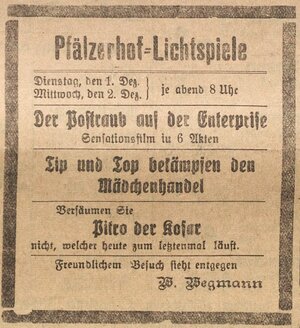 Pfälzerhof=Lichtspiele
Dienstag, den 1. Dez.
Mittwoch, den 2. Dez. } je abend 8 Uhr
Der Postraub auf der Enterprise
Sensationsfilm in 6 Akten
Tip und Top bekämpfen den
Mädchenhandel
Versäumen Sie
Pitro der Kosar
nicht, welcher heute zum letztenmal läuft.
Freundlichem Besuch sieht entgegen
W. Wegmann